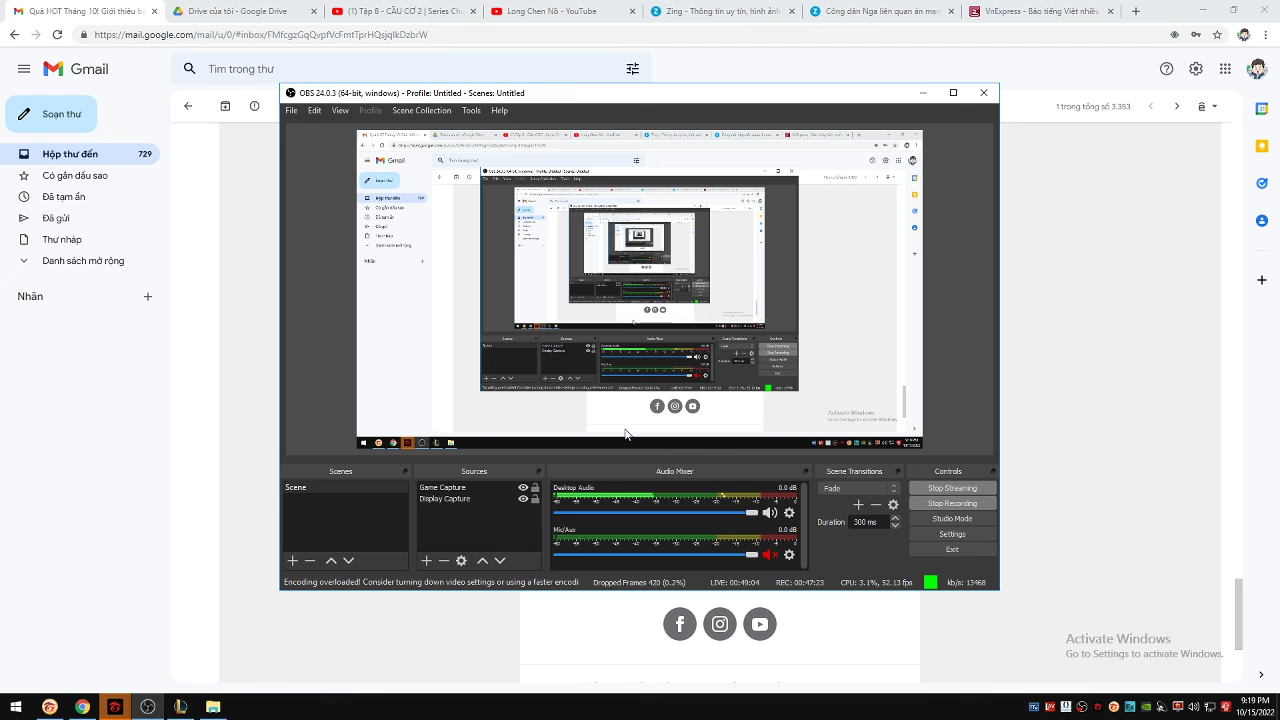 Quà HOT Tháng 10! Giới thiệu b
Drive của tôi - Google Drive
(1) Tập 8 - CẦU CƠ 2 | Series Ch
Long Chen Nô - YouTube
Zing - Thông tin uy tín, hình ảnh
Công dân Nga liên quan án mạn
VnExpress - Báo tiếng Việt nhiề
https://mail.google.com/mail/u/0/#inbox/FMfcgzGqQvpfVcFmtTprHQsjqlkDzbrW
Gmail
Tìm trong thư
Soạn thư
1 trong tổng số 3.353
Hộp thư đến 729
Có gắn dấu sao
Đã tạm ẩn
Đã gửi
Thư nháp
Danh sách mở rộng
Nhãn
OBS 24.0.3 (64-bit, windows) - Profile: Untitled - Scenes: Untitled
File Edit View Profile Scene Collection Tools Help
Scenes
Sources
Audio Mixer
Scene Transitions
Controls
Scene
Game Capture
Display Capture
Desktop Audio 0.0 dB
Mic/Aux 0.0 dB
Fade
Duration 300 ms
Stop Streaming
Stop Recording
Studio Mode
Settings
Exit
Encoding overloaded! Consider turning down video settings or using a faster encodi
Dropped Frames 420 (0.2%)
LIVE: 00:49:04
REC: 00:47:23
CPU: 3.1%, 52.13 fps
kb/s: 13468
Activate Windows
Go to Settings to activate Windows.
9:19 PM
10/15/2022